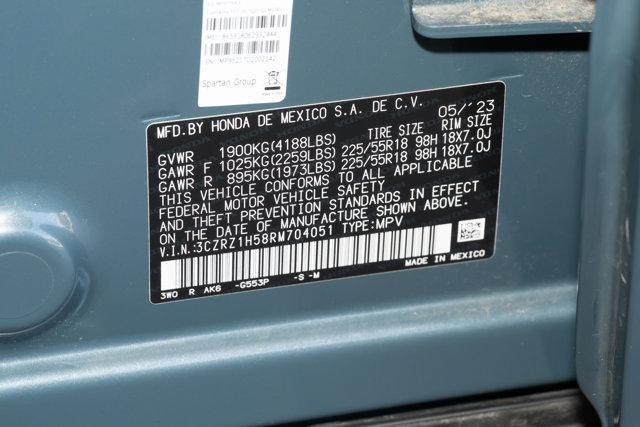 Spartan Group
MFD.BY HONDA DE MEXICO S.A. DE C.V. 05/'23
GVWR 1900KG(4188LBS) TIRE SIZE RIM SIZE
GAWR F 1025KG(2259LBS) 225/55R18 98H 18X7.0J
GAWR R 895KG(1973LBS) 225/55R18 98H 18X7.0J
THIS VEHICLE CONFORMS TO ALL APPLICABLE
FEDERAL MOTOR VEHICLE SAFETY
AND THEFT PREVENTION STANDARDS IN EFFECT
ON THE DATE OF MANUFACTURE SHOWN ABOVE.
V.I.N.:3CZRZ1H58RM704051 TYPE:MPV
3WO R AK6 -G553P -S -M
MADE IN MEXICO